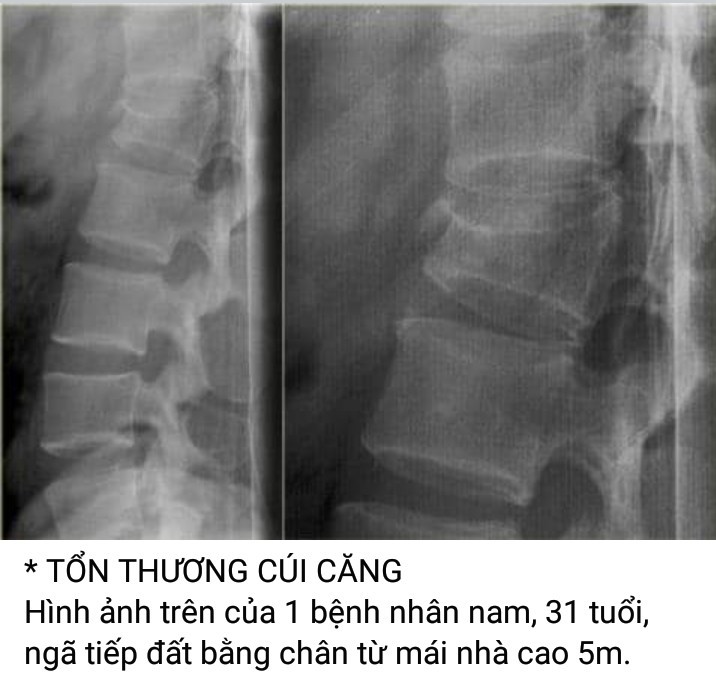 * TỔN THƯƠNG CÚI CĂNG
Hình ảnh trên của 1 bệnh nhân nam, 31 tuổi,
ngã tiếp đất bằng chân từ mái nhà cao 5m.